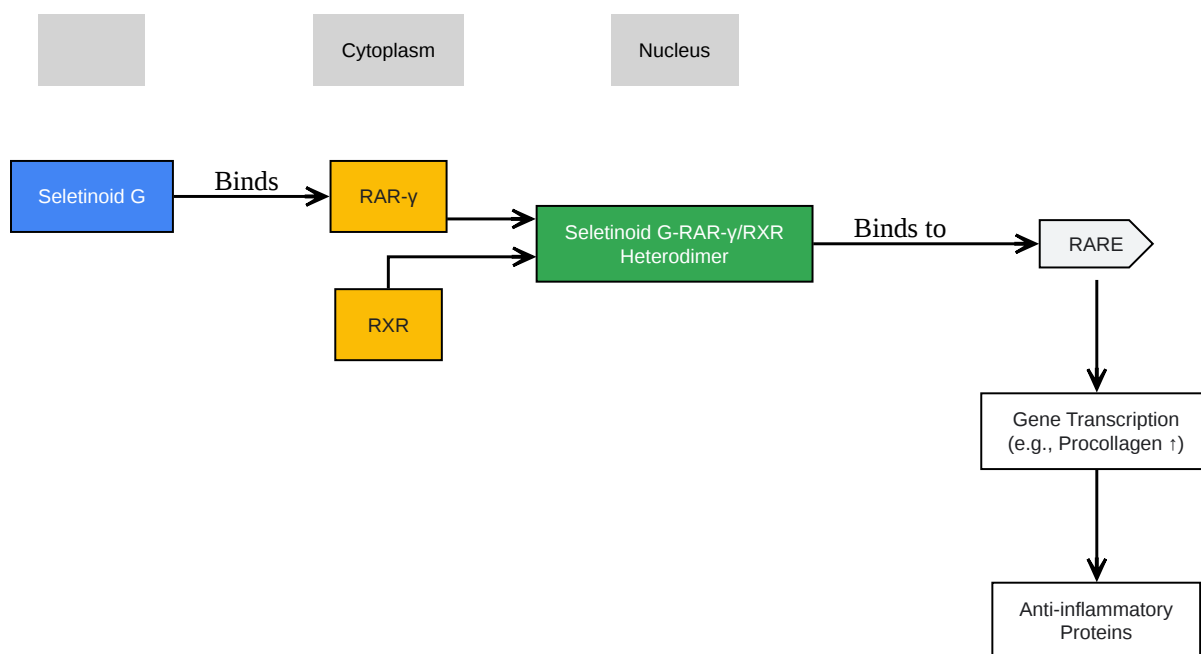 Cytoplasm
Nucleus
Seletinoid G
Binds
RAR-γ
Seletinoid G-RAR-γ/RXR
Heterodimer
Binds to
RARE
RXR
Gene Transcription
(e.g., Procollagen ↑)
Anti-inflammatory
Proteins